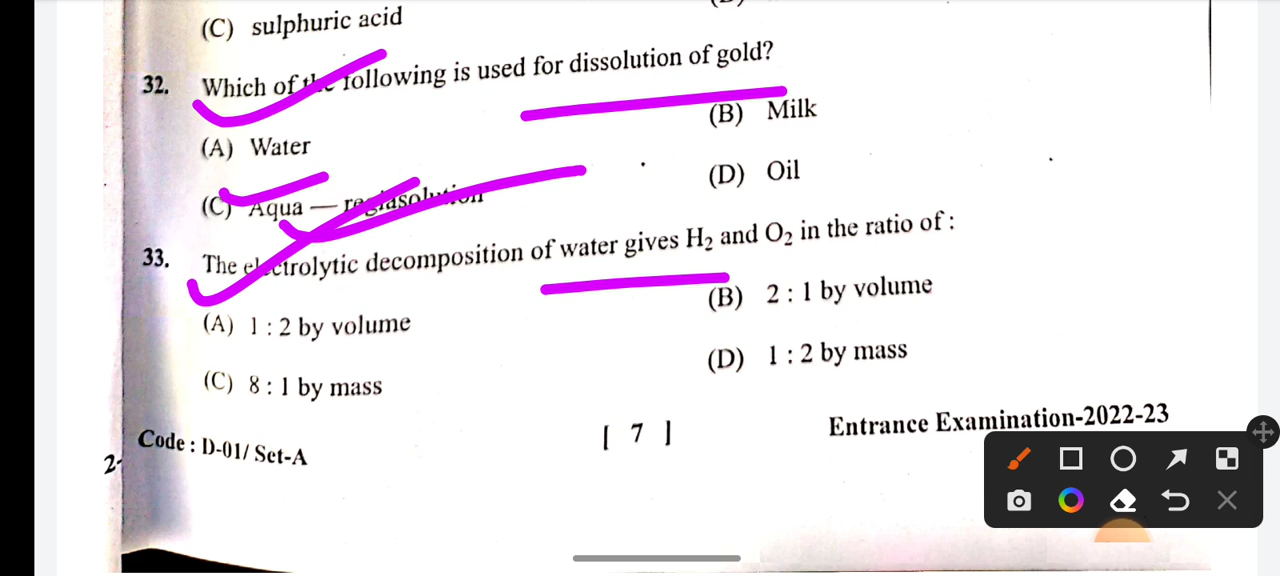 (C) sulphuric acid
32. Which of the following is used for dissolution of gold?
(A) Water
(B) Milk
(C) Aqua — regiasolution
(D) Oil
33. The electrolytic decomposition of water gives H₂ and O₂ in the ratio of :
(A) 1 : 2 by volume
(B) 2 : 1 by volume
(C) 8 : 1 by mass
(D) 1 : 2 by mass
Code : D-01/ Set-A
[ 7 ]
Entrance Examination-2022-23
2-